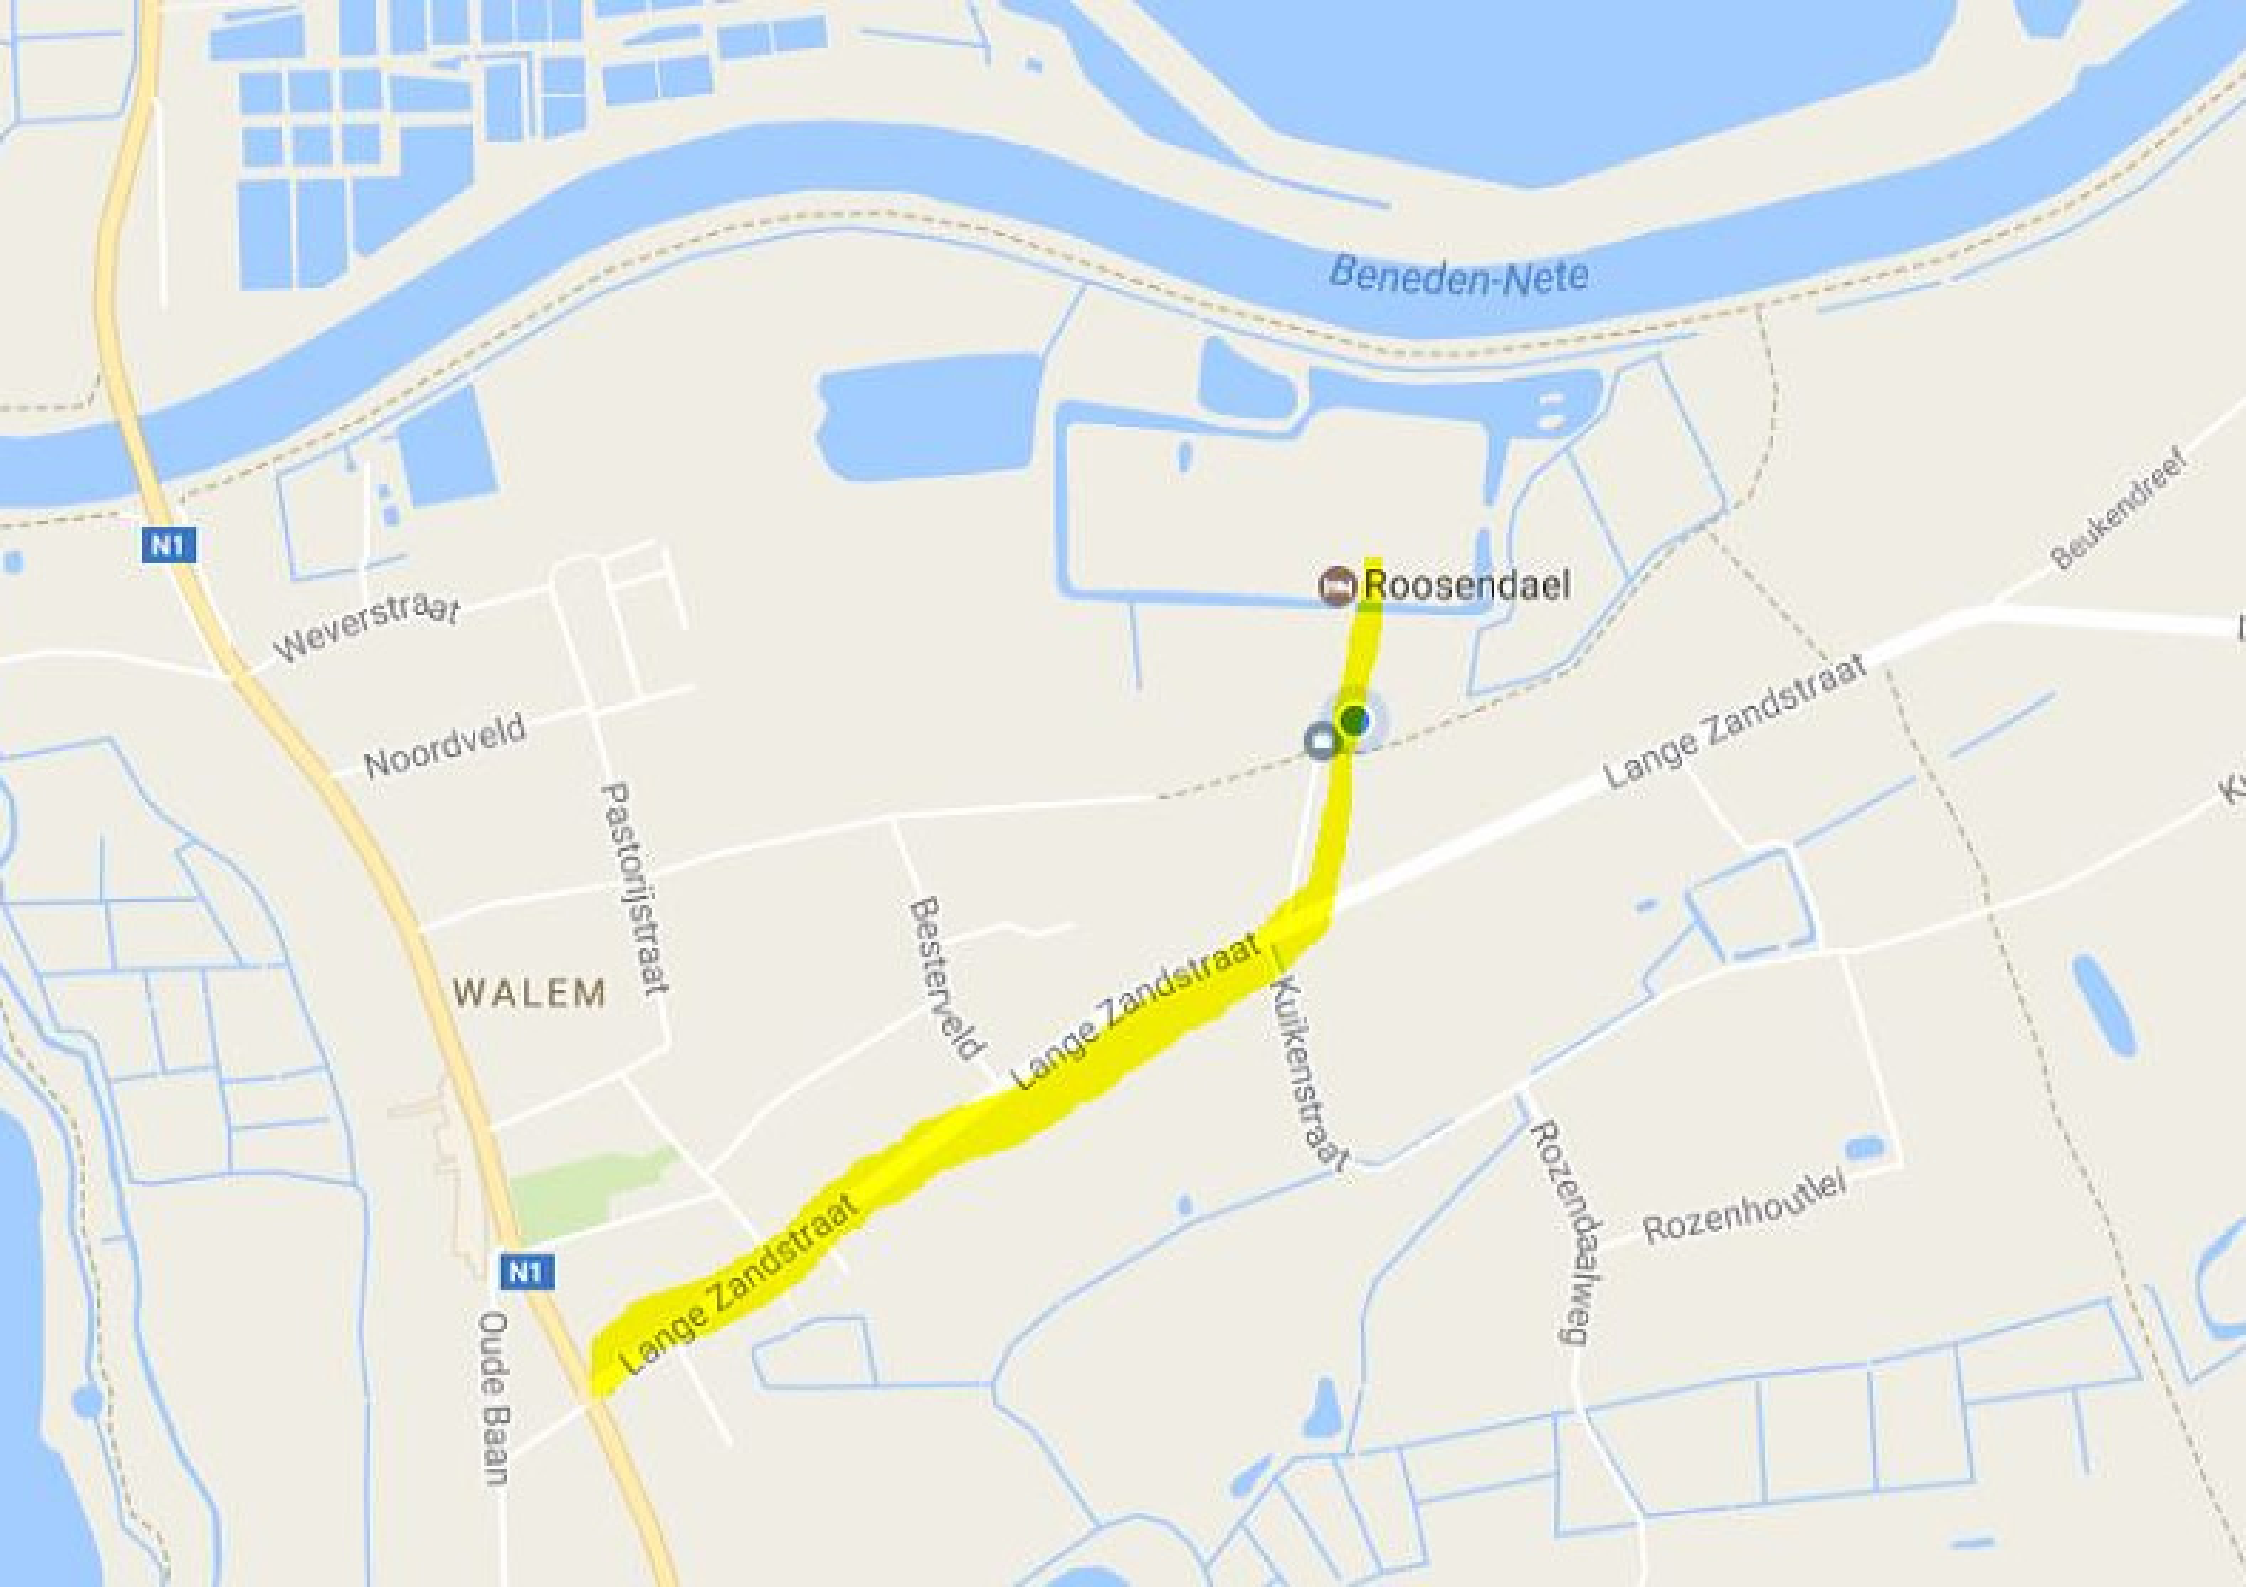 Beneden-Nete
Beukendreef
N1
Roosendael
Weverstraat
Lange Zandstraat
Noordveld
Pastorijstraat
Besterveld
Lange Zandstraat
WALEM
Kuikenstraat
Rozendaalweg
Rozenhoutlei
Lange Zandstraat
N1
Oude Baan